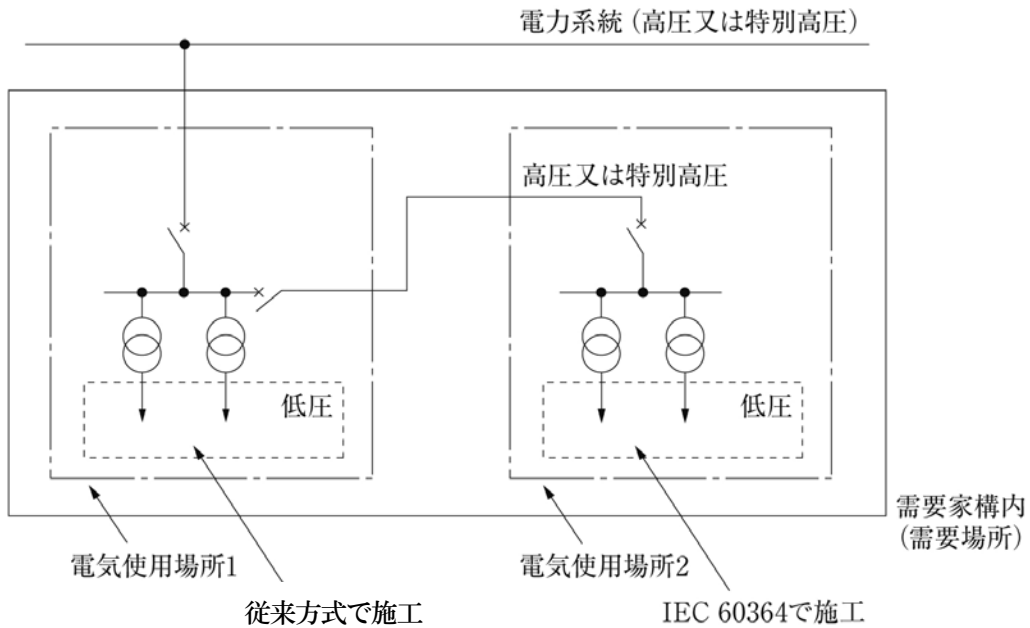 電力系統（高圧又は特別高圧）
高圧又は特別高圧
低圧
低圧
需要家構内
（需要場所）
電気使用場所1
電気使用場所2
従来方式で施工
IEC 60364で施工